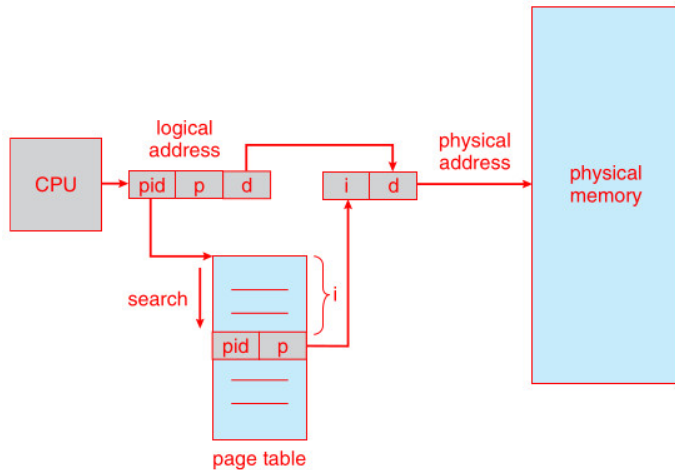 logical
address
physical
address
CPU
pid p d
i d
physical
memory
search
i
pid p
page table